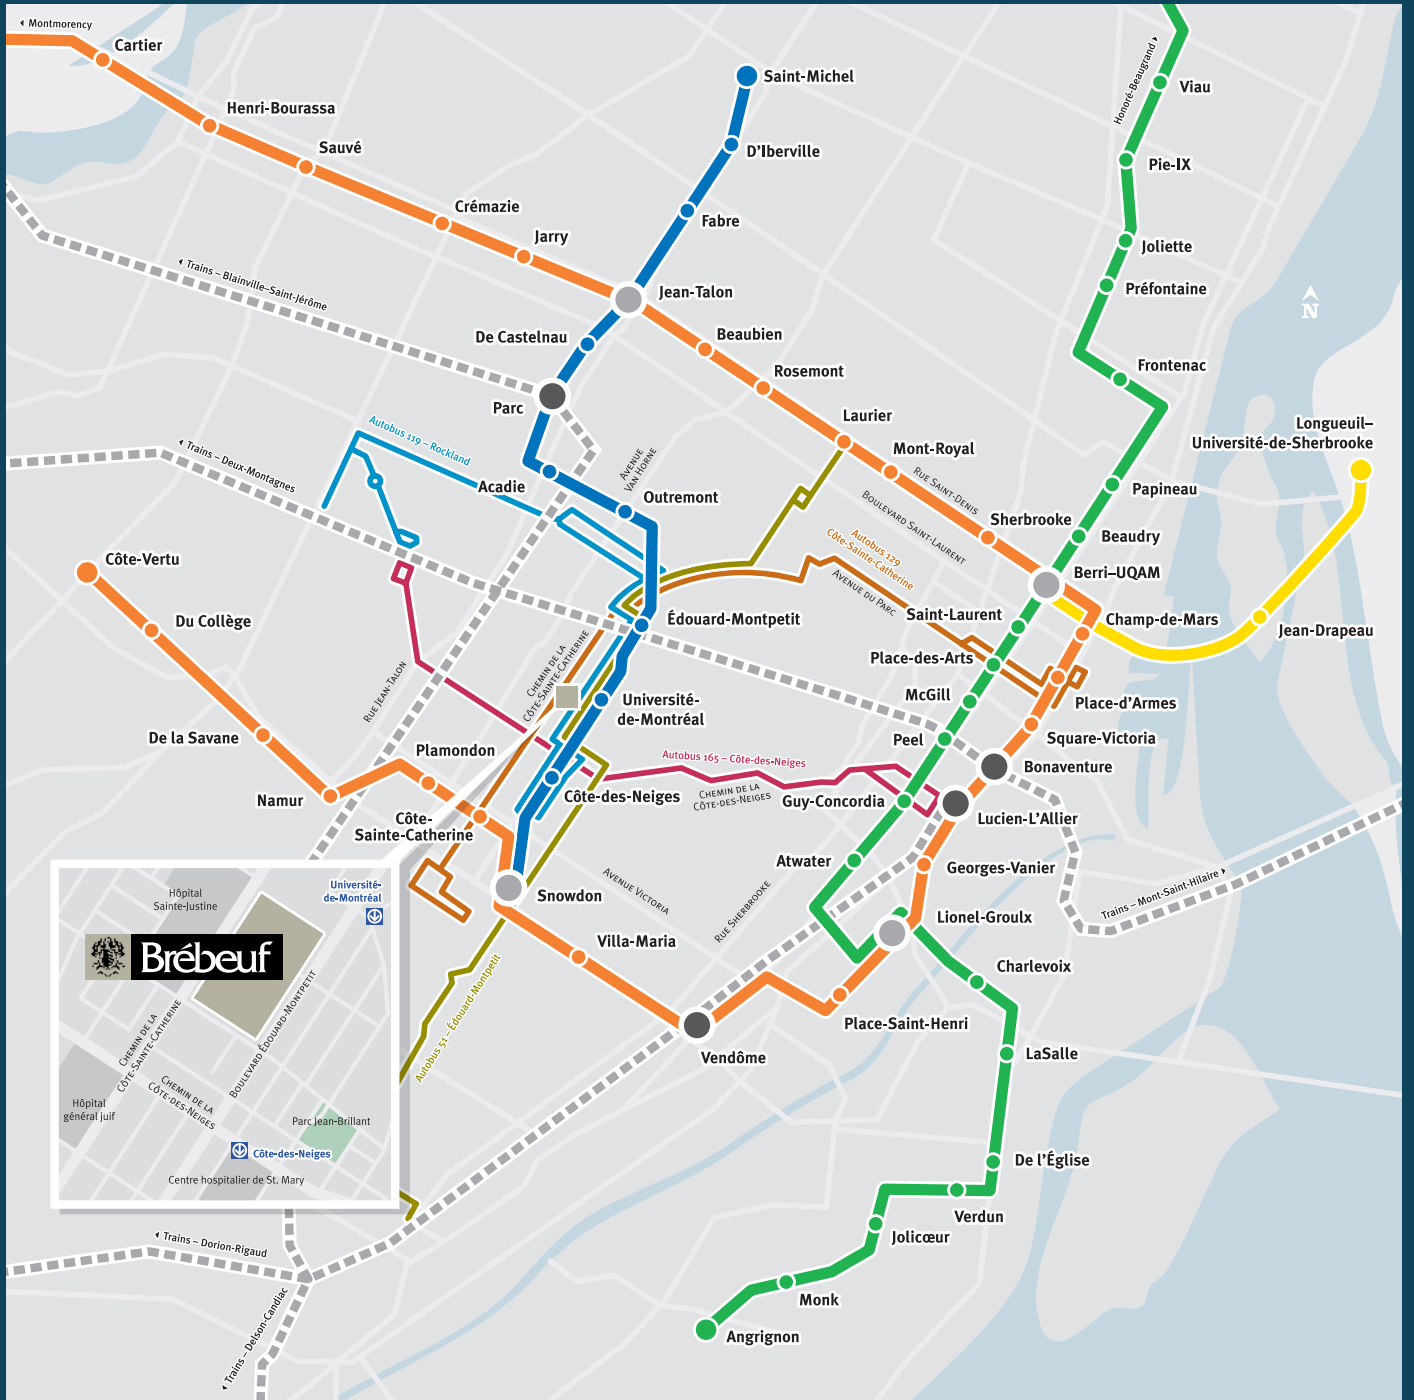 Montmorency
Cartier
Henri-Bourassa
Sauvé
Crémazie
Jarry
Saint-Michel
D'Iberville
Fabre
Jean-Talon
Honoré-Beaugrand
Viau
Pie-IX
Joliette
Préfontaine
Frontenac
N
Trains – Blainville–Saint-Jérôme
De Castelnau
Parc
Beaubien
Rosemont
Laurier
Mont-Royal
Longueuil–
Université-de-Sherbrooke
Autobus 119 – Rockland
Trains – Deux-Montagnes
Acadie
Avenue
Van Horne
Outremont
Rue Saint-Denis
Boulevard Saint-Laurent
Sherbrooke
Papineau
Beaudry
Berri–UQAM
Côte-Vertu
Du Collège
De la Savane
Namur
Autobus 129
Côte-Sainte-Catherine
Avenue du Parc
Saint-Laurent
Champ-de-Mars
Jean-Drapeau
Édouard-Montpetit
Chemin de la
Côte-Sainte-Catherine
Place-des-Arts
McGill
Place-d'Armes
Rue Jean-Talon
Université-
de-Montréal
Peel
Square-Victoria
Plamondon
Autobus 165 – Côte-des-Neiges
Chemin de la
Côte-des-Neiges
Bonaventure
Côte-des-Neiges
Guy-Concordia
Lucien-L'Allier
Côte-
Sainte-Catherine
Atwater
Georges-Vanier
Snowdon
Avenue Victoria
Rue Sherbrooke
Lionel-Groulx
Trains – Mont-Saint-Hilaire
Villa-Maria
Charlevoix
Autobus 51 – Édouard-Montpetit
Place-Saint-Henri
Vendôme
LaSalle
De l'Église
Verdun
Jolicœur
Monk
Angrignon
Hôpital
Sainte-Justine
Université-
de-Montréal
Brébeuf
Chemin de la
Côte-Sainte-Catherine
Boulevard Édouard-Montpetit
Chemin de la
Côte-des-Neiges
Hôpital
général juif
Parc Jean-Brillant
Côte-des-Neiges
Centre hospitalier de St. Mary
Trains – Dorion-Rigaud
Trains – Delson-Candiac